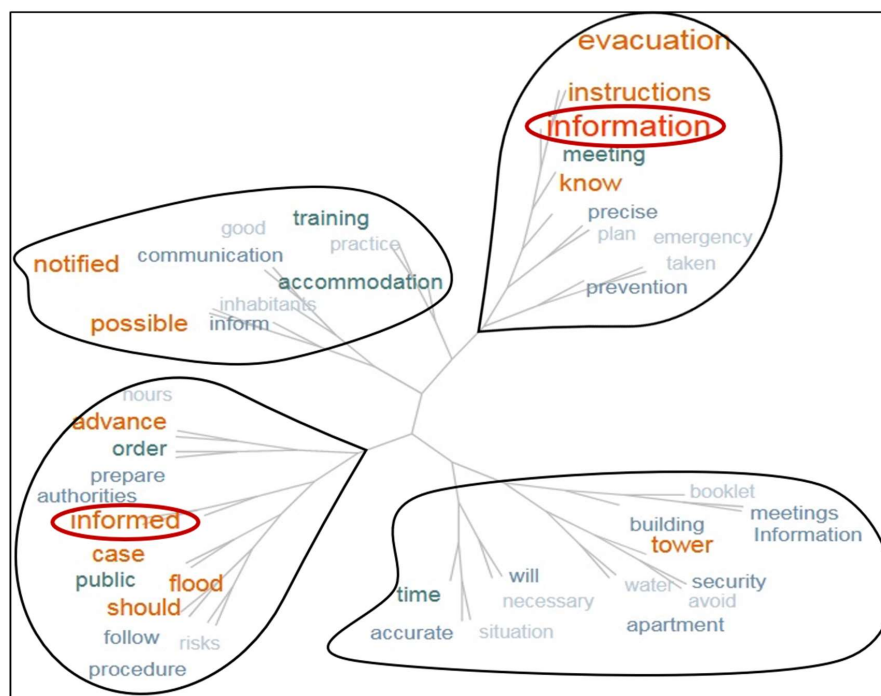 evacuation
instructions
information
meeting
know
precise
plan
emergency
taken
prevention
good
training
practice
communication
notified
accommodation
inhabitants
possible
inform
hours
advance
order
prepare
authorities
informed
case
public
flood
should
follow
risks
procedure
booklet
meetings
building
Information
tower
will
water
security
time
necessary
avoid
accurate
situation
apartment